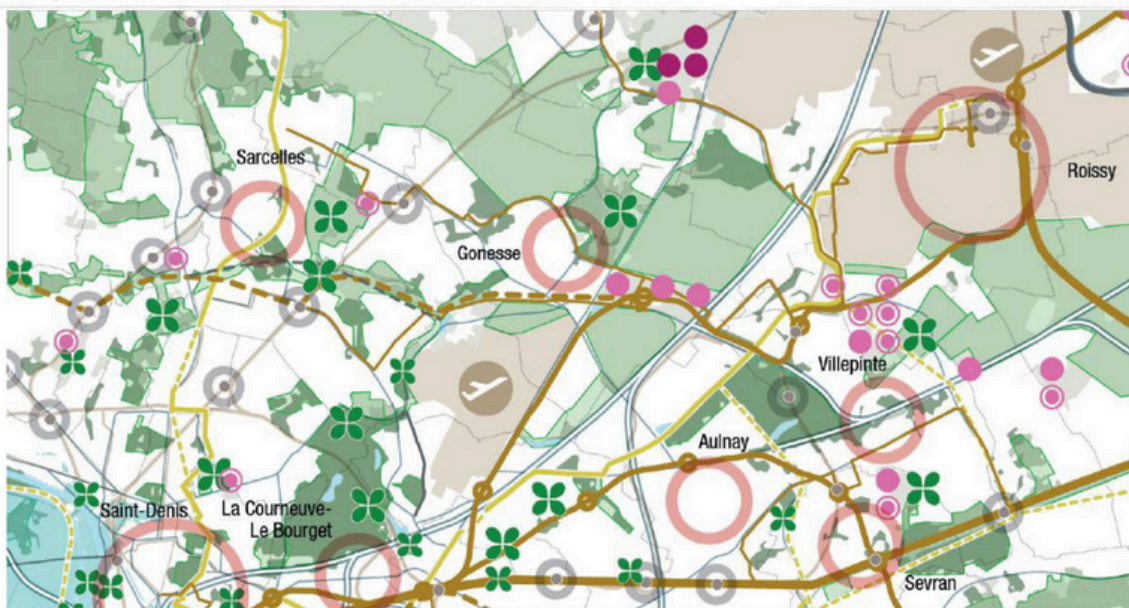 Sarcelles
Roissy
Gonesse
Villepinte
Aulnay
Saint-Denis
La Courneuve-
Le Bourget
Sevran